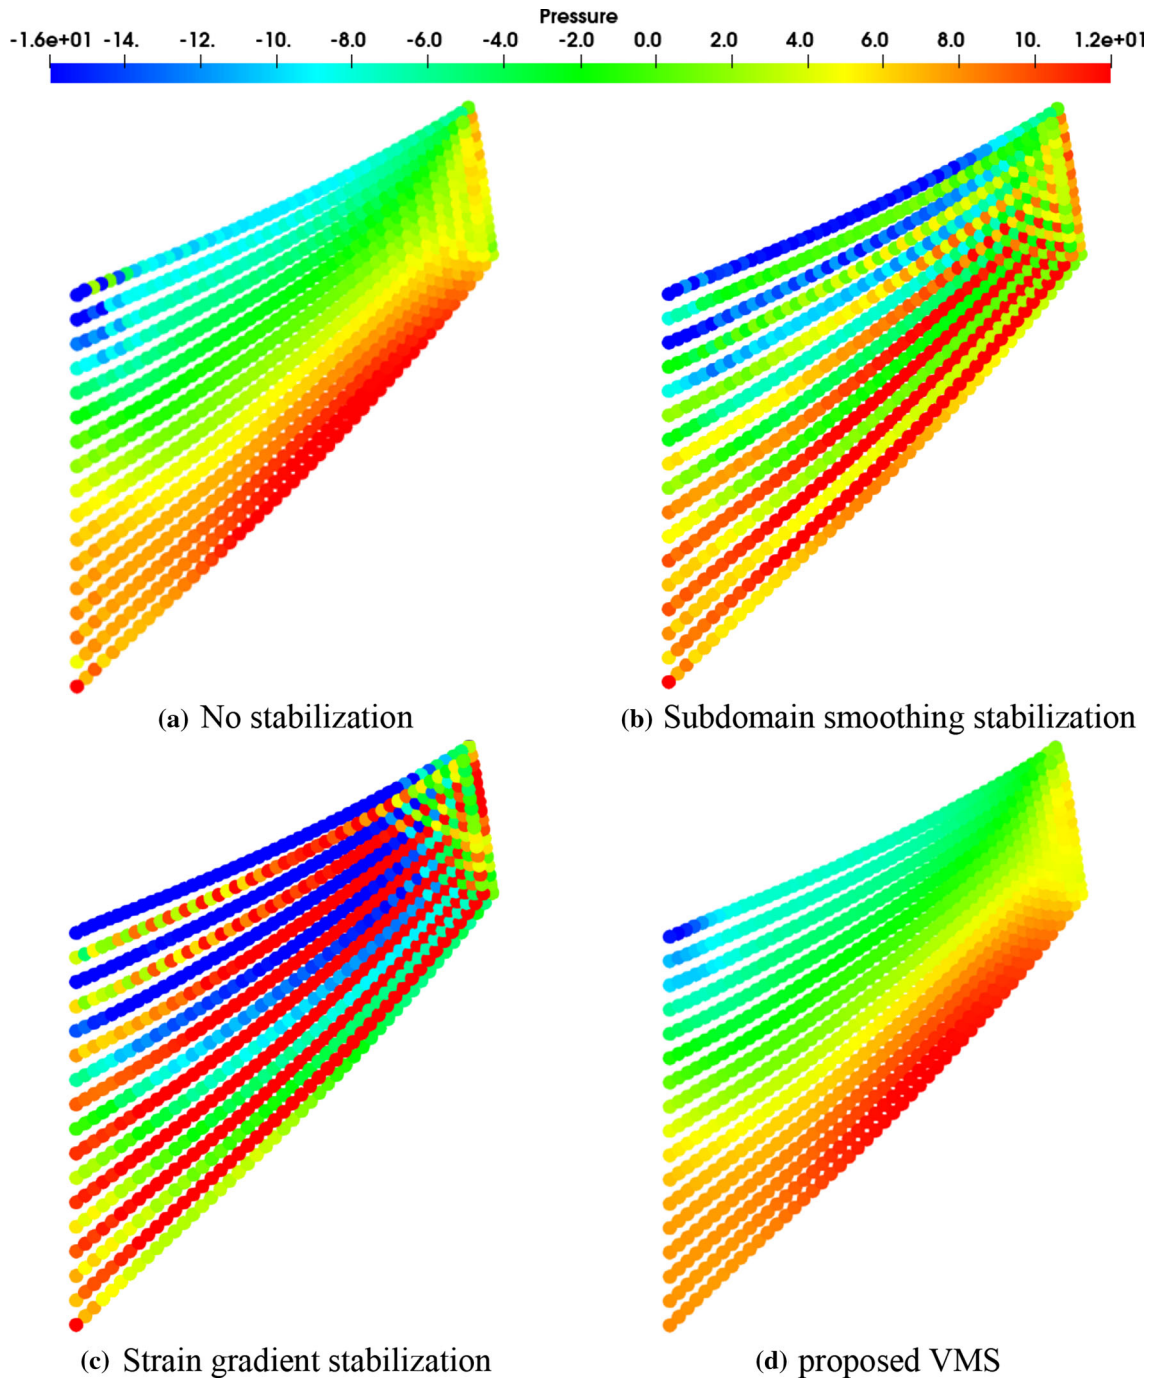 Pressure
-1.6e+01 -14. -12. -10. -8.0 -6.0 -4.0 -2.0 0.0 2.0 4.0 6.0 8.0 10. 1.2e+01
(a) No stabilization
(b) Subdomain smoothing stabilization
(c) Strain gradient stabilization
(d) proposed VMS